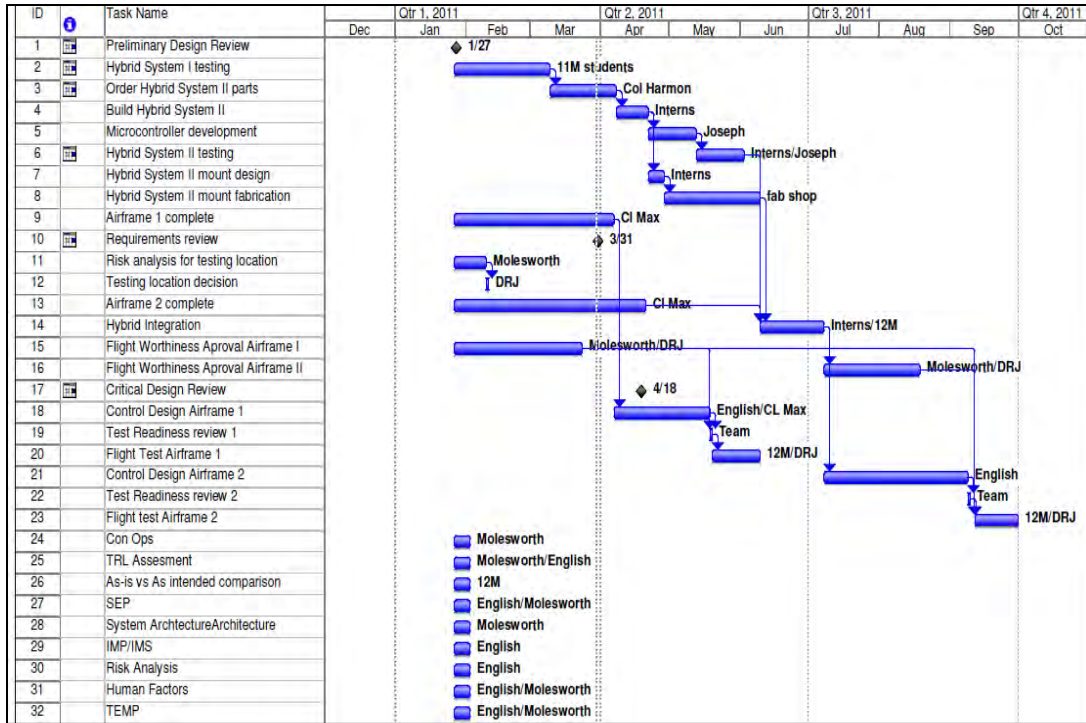 ID Task Name Qtr 1, 2011 Qtr 2, 2011 Qtr 3, 2011 Qtr 4, 2011
Dec Jan Feb Mar Apr May Jun Jul Aug Sep Oct
1 Preliminary Design Review 1/27
2 Hybrid System I testing 11M students
3 Order Hybrid System II parts Col Harmon
4 Build Hybrid System II Interns
5 Microcontroller development Joseph
6 Hybrid System II testing Interns/Joseph
7 Hybrid System II mount design Interns
8 Hybrid System II mount fabrication fab shop
9 Airframe 1 complete CI Max
10 Requirements review 3/31
11 Risk analysis for testing location Molesworth
12 Testing location decision DRJ
13 Airframe 2 complete CI Max
14 Hybrid Integration Interns/12M
15 Flight Worthiness Aproval Airframe I Molesworth/DRJ
16 Flight Worthiness Aproval Airframe II Molesworth/DRJ
17 Critical Design Review 4/18
18 Control Design Airframe 1 English/CL Max
19 Test Readiness review 1 Team
20 Flight Test Airframe 1 12M/DRJ
21 Control Design Airframe 2 English
22 Test Readiness review 2 Team
23 Flight test Airframe 2 12M/DRJ
24 Con Ops Molesworth
25 TRL Assesment Molesworth/English
26 As-is vs As intended comparison 12M
27 SEP English/Molesworth
28 System ArchtectureArchitecture Molesworth
29 IMP/IMS English
30 Risk Analysis English
31 Human Factors English/Molesworth
32 TEMP English/Molesworth